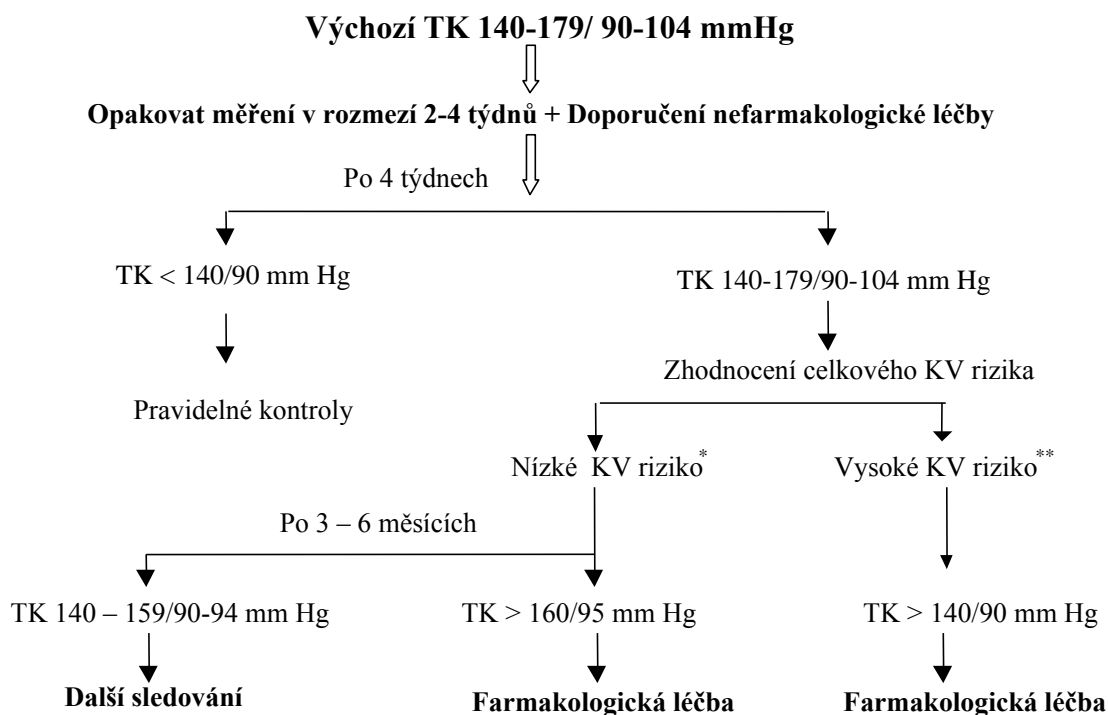 Výchozí TK 140-179/ 90-104 mmHg
Opakovat měření v rozmezí 2-4 týdnů + Doporučení nefarmakologické léčby
Po 4 týdnech
TK < 140/90 mm Hg
TK 140-179/90-104 mm Hg
Zhodnocení celkového KV rizika
Pravidelné kontroly
Nízké KV riziko*
Vysoké KV riziko**
Po 3 – 6 měsících
TK 140 – 159/90-94 mm Hg
TK > 160/95 mm Hg
TK > 140/90 mm Hg
Další sledování
Farmakologická léčba
Farmakologická léčba